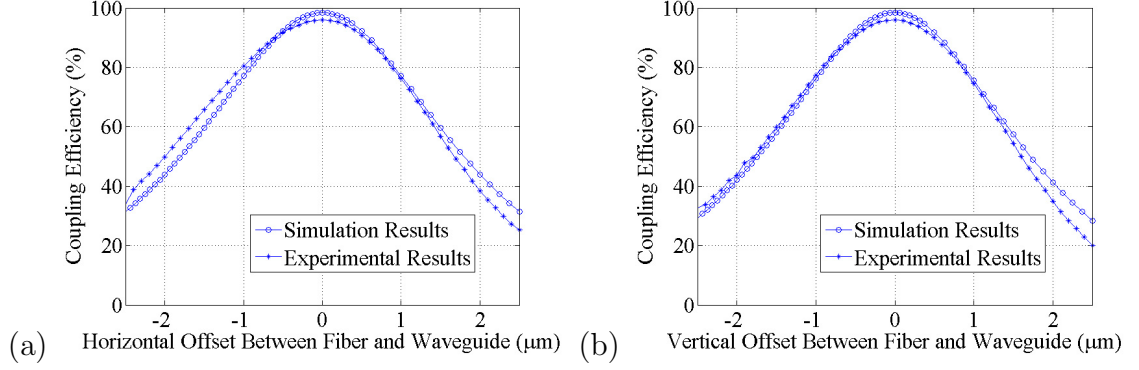 100
80
60
40
20
0
-2 -1 0 1 2
Coupling Efficiency (%)
Simulation Results
Experimental Results
(a) Horizontal Offset Between Fiber and Waveguide (μm)
100
80
60
40
20
0
-2 -1 0 1 2
Coupling Efficiency (%)
Simulation Results
Experimental Results
(b) Vertical Offset Between Fiber and Waveguide (μm)